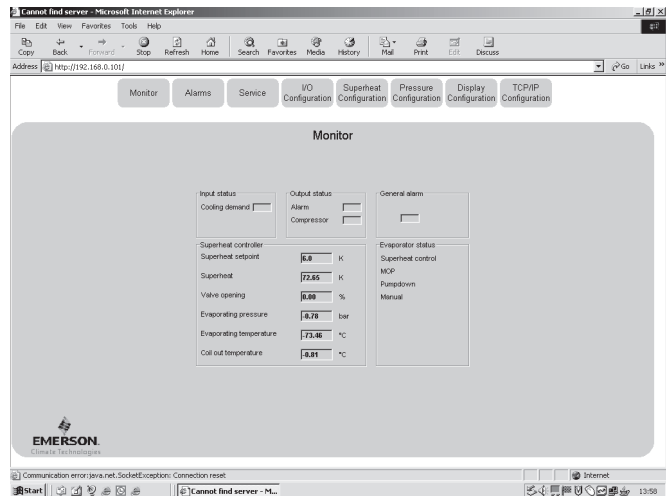 Cannot find server - Microsoft Internet Explorer
File Edit View Favorites Tools Help
Copy Back Forward Stop Refresh Home Search Favorites Media History Mail Print Edit Discuss
Address http://192.168.0.101/ Go Links »
Monitor Alarms Service I/O Configuration Superheat Configuration Pressure Configuration Display Configuration TCP/IP Configuration
Monitor
Input status
Cooling demand
Output status
Alarm
Compressor
General alarm
Superheat controller
Superheat setpoint 6.0 K
Superheat 72.65 K
Valve opening 0.00 %
Evaporating pressure -0.78 bar
Evaporating temperature -73.46 °C
Coil out temperature -0.81 °C
Evaporator status
Superheat control
MOP
Pumpdown
Manual
EMERSON.
Climate Technologies
Communication error:java.net.SocketException: Connection reset Internet
Start Cannot find server - M... 13:58